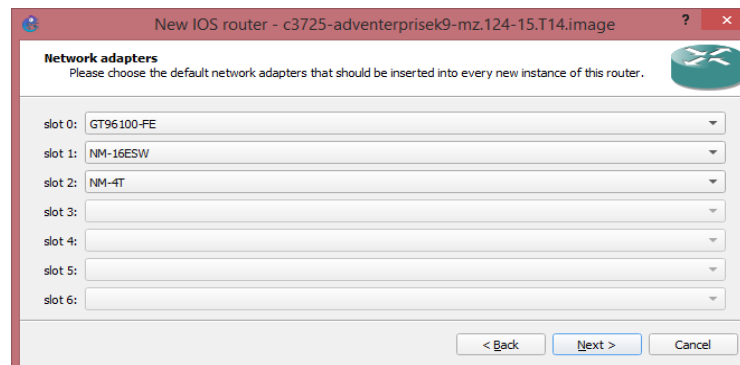 New IOS router - c3725-adventerprisek9-mz.124-15.T14.image ? ×
Network adapters
Please choose the default network adapters that should be inserted into every new instance of this router.
slot 0: GT96100-FE
slot 1: NM-16ESW
slot 2: NM-4T
slot 3:
slot 4:
slot 5:
slot 6:
< Back Next > Cancel